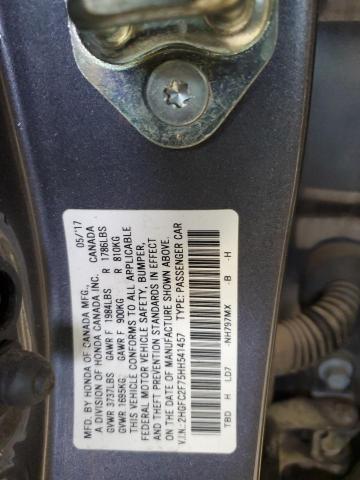 MFD. BY HONDA OF CANADA MFG., 05/17
A DIVISION OF HONDA CANADA INC. CANADA
GVWR 3737LBS GAWR F 1984LBS R 1786LBS
GVWR 1695KG GAWR F 900KG R 810KG
THIS VEHICLE CONFORMS TO ALL APPLICABLE
FEDERAL MOTOR VEHICLE SAFETY, BUMPER,
AND THEFT PREVENTION STANDARDS IN EFFECT
ON THE DATE OF MANUFACTURE SHOWN ABOVE.
V.I.N.:2HGFC2F75HH541457 TYPE: PASSENGER CAR
TBD H LD7 -NH797MX -B -H